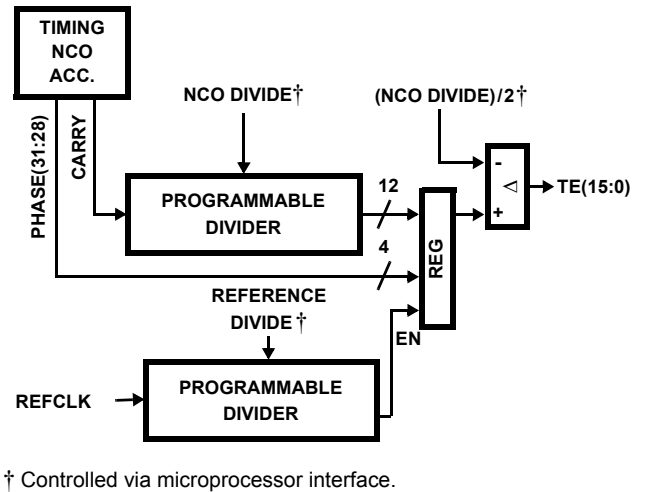 TIMING
NCO
ACC.
NCO DIVIDE†
(NCO DIVIDE)/2†
PHASE(31:28)
CARRY
-
+
◁
TE(15:0)
PROGRAMMABLE
DIVIDER
12
4
REG
REFERENCE
DIVIDE†
EN
REFCLK
PROGRAMMABLE
DIVIDER
† Controlled via microprocessor interface.